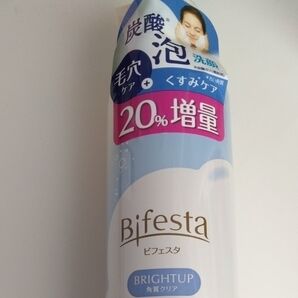 炭酸
泡
洗顔
毛穴
ケア
+
くすみケア
20%増量
Bifesta
ビフェスタ
BRIGHTUP
角質クリア